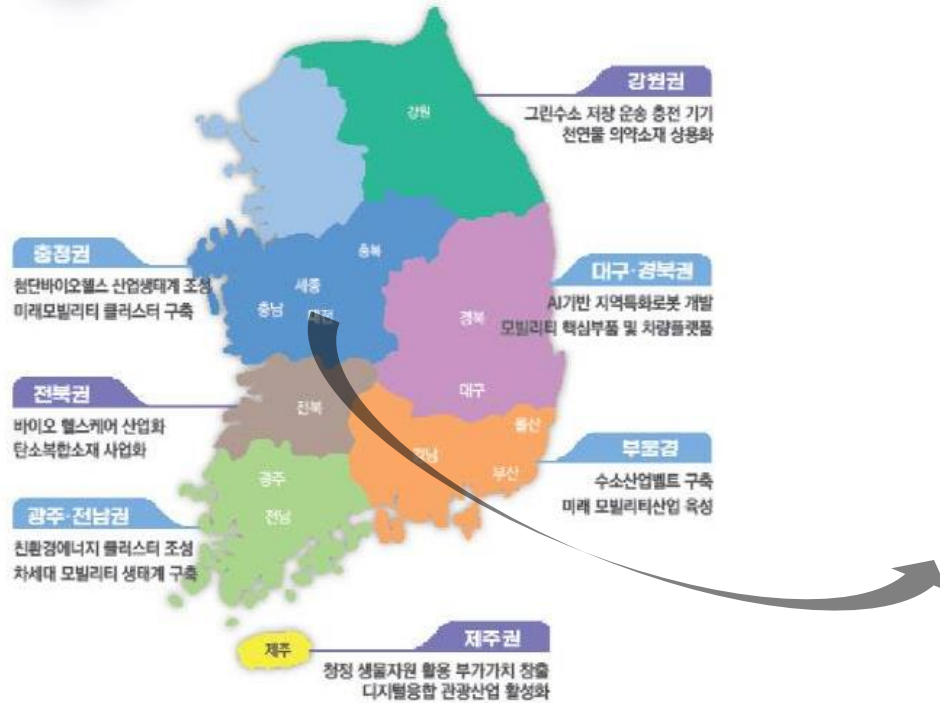 강원권
그린수소 저장 운송 충전 기기
천연물 의약소재 상용화
강원
충청권
첨단바이오헬스 산업생태계 조성
미래모빌리티 클러스터 구축
충북
세종
충남
대전
대구·경북권
AI기반 지역특화로봇 개발
모빌리티 핵심부품 및 차량플랫폼
경북
대구
전북권
바이오 헬스케어 산업화
탄소복합소재 사업화
전북
울산
경남
부산
부울경
수소산업벨트 구축
미래 모빌리티산업 육성
광주
전남
광주·전남권
친환경에너지 클러스터 조성
차세대 모빌리티 생태계 구축
제주
제주권
청정 생물자원 활용 부가가치 창출
디지털융합 관광산업 활성화